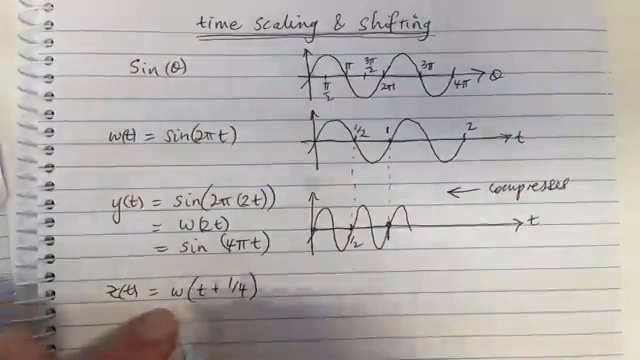 time scaling & shifting
Sin(θ)
π/2 π 3π/2 2π 3π 4π θ
w(t) = sin(2πt)
1/2 1 2 t
y(t) = sin(2π(2t))
= w(2t)
= sin(4πt)
← compresses
1/2 t
z(t) = w(t + 1/4)